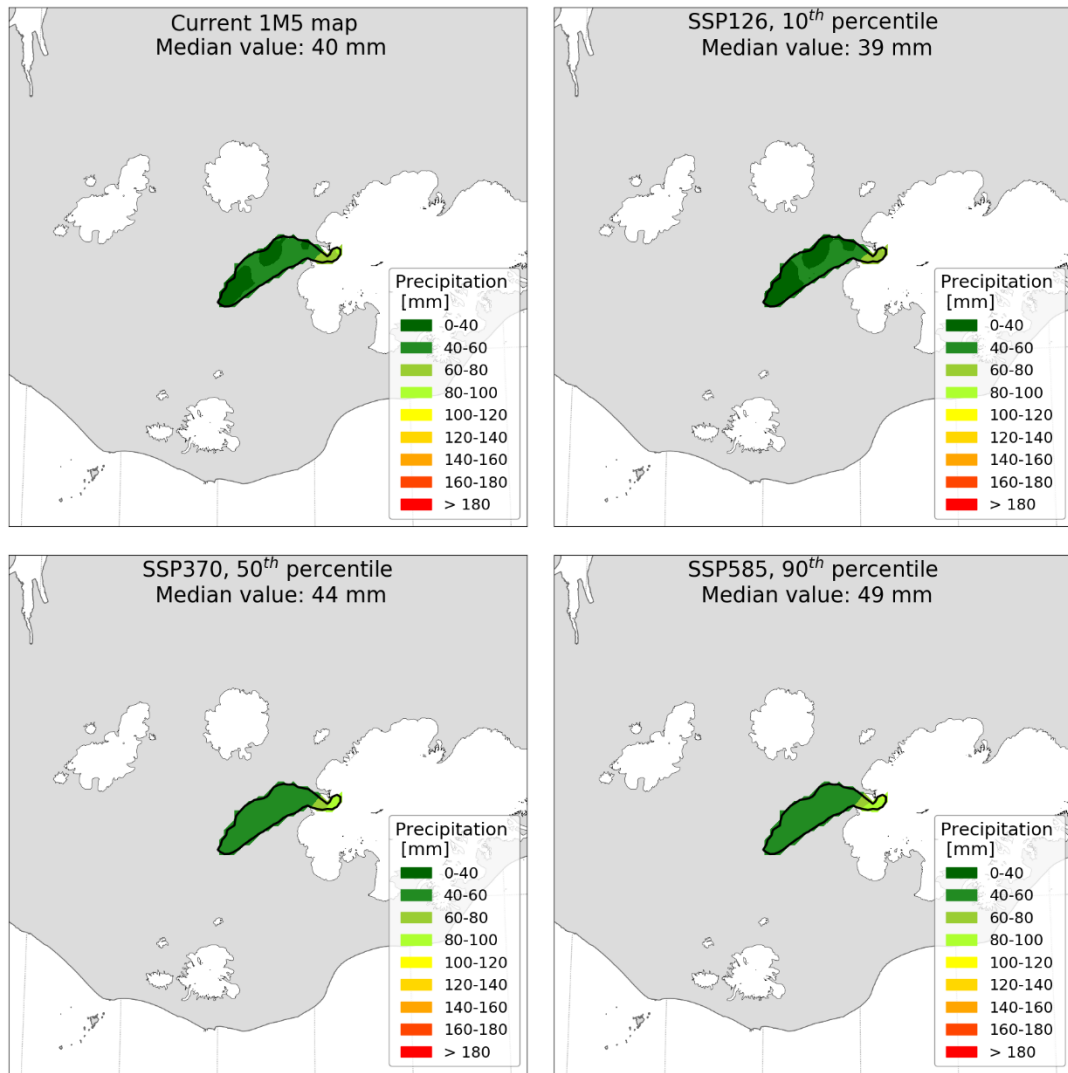 Current 1M5 map
Median value: 40 mm
Precipitation
[mm]
0-40
40-60
60-80
80-100
100-120
120-140
140-160
160-180
> 180
SSP126, 10th percentile
Median value: 39 mm
Precipitation
[mm]
0-40
40-60
60-80
80-100
100-120
120-140
140-160
160-180
> 180
SSP370, 50th percentile
Median value: 44 mm
Precipitation
[mm]
0-40
40-60
60-80
80-100
100-120
120-140
140-160
160-180
> 180
SSP585, 90th percentile
Median value: 49 mm
Precipitation
[mm]
0-40
40-60
60-80
80-100
100-120
120-140
140-160
160-180
> 180